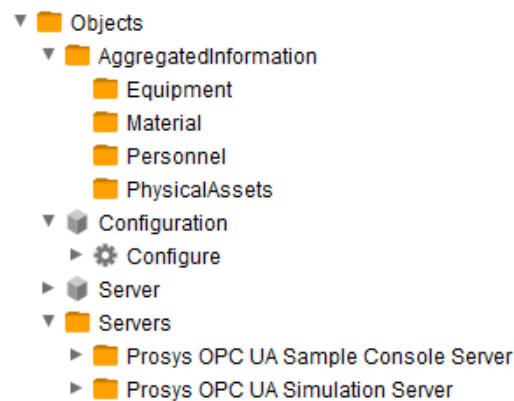 Objects
AggregatedInformation
Equipment
Material
Personnel
PhysicalAssets
Configuration
Configure
Server
Servers
Prosys OPC UA Sample Console Server
Prosys OPC UA Simulation Server